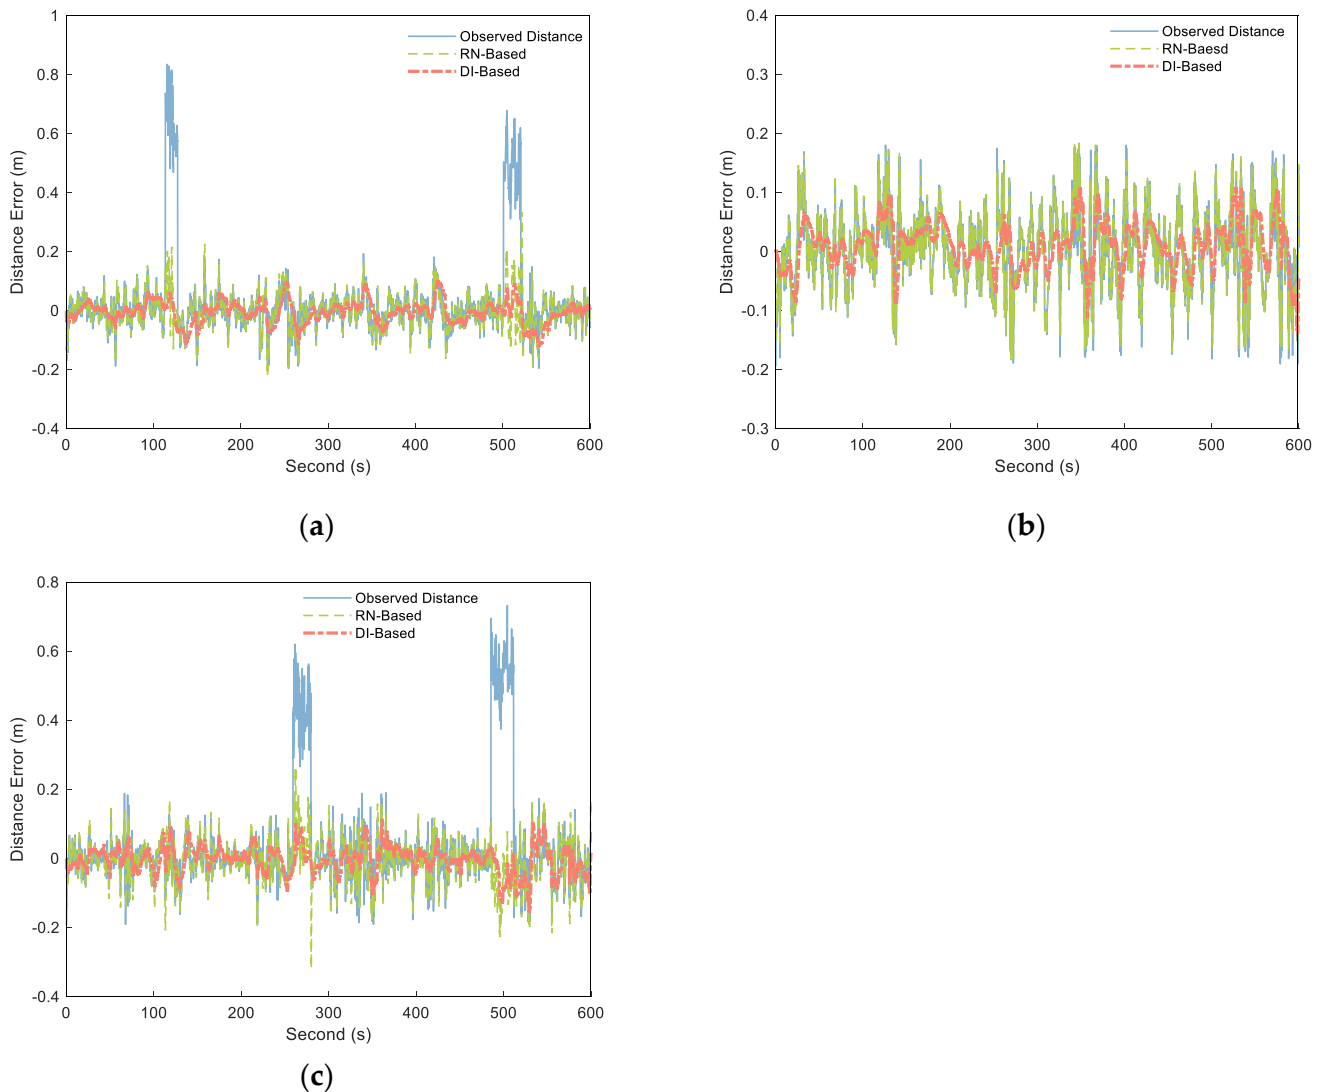 1
0.8
0.6
0.4
0.2
0
-0.2
-0.4
Distance Error (m)
Observed Distance
RN-Based
DI-Based
0 100 200 300 400 500 600
Second (s)
(a)
0.4
0.3
0.2
0.1
0
-0.1
-0.2
-0.3
Distance Error (m)
Observed Distance
RN-Baesd
DI-Based
0 100 200 300 400 500 600
Second (s)
(b)
0.8
0.6
0.4
0.2
0
-0.2
-0.4
Distance Error (m)
Observed Distance
RN-Based
DI-Based
0 100 200 300 400 500 600
Second (s)
(c)